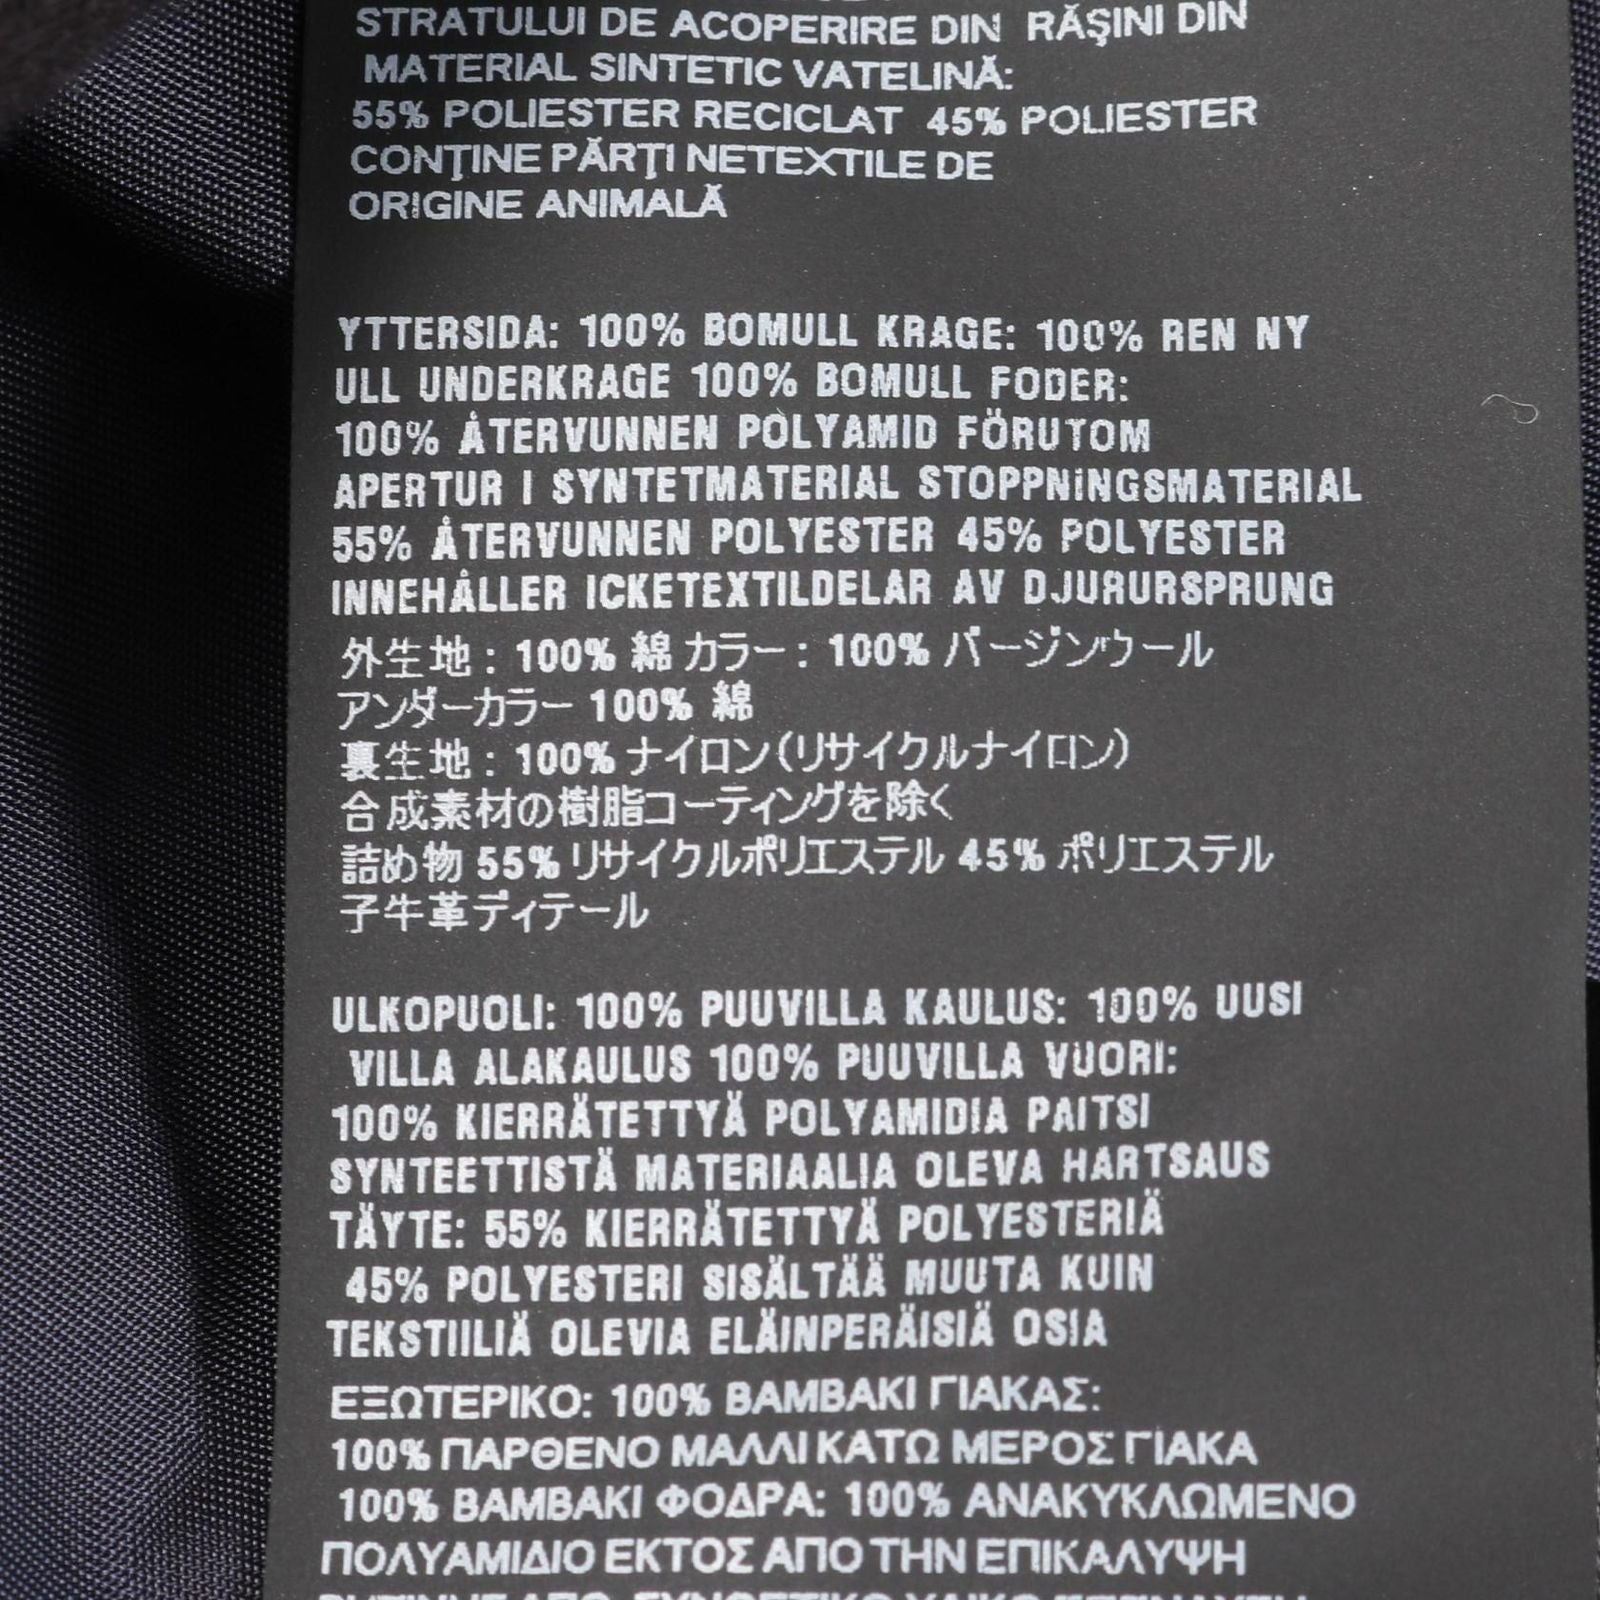 STRATULUI DE ACOPERIRE DIN RĂŞINI DIN
MATERIAL SINTETIC VATELINĂ:
55% POLIESTER RECICLAT 45% POLIESTER
CONŢINE PĂRŢI NETEXTILE DE
ORIGINE ANIMALĂ
YTTERSIDA: 100% BOMULL KRAGE: 100% REN NY
ULL UNDERKRAGE 100% BOMULL FODER:
100% ÅTERVUNNEN POLYAMID FÖRUTOM
APERTUR I SYNTETMATERIAL STOPPNINGSMATERIAL
55% ÅTERVUNNEN POLYESTER 45% POLYESTER
INNEHÅLLER ICKETEXTILDELAR AV DJURURSPRUNG
外生地: 100% 綿 カラー: 100% バージンウール
アンダーカラー 100% 綿
裏生地: 100% ナイロン(リサイクルナイロン)
合成素材の樹脂コーティングを除く
詰め物 55% リサイクルポリエステル 45% ポリエステル
子牛革ディテール
ULKOPUOLI: 100% PUUVILLA KAULUS: 100% UUSI
VILLA ALAKAULUS 100% PUUVILLA VUORI:
100% KIERRÄTETTYÄ POLYAMIDIA PAITSI
SYNTEETTISTÄ MATERIAALIA OLEVA HARTSAUS
TÄYTE: 55% KIERRÄTETTYÄ POLYESTERIÄ
45% POLYESTERI SISÄLTÄÄ MUUTA KUIN
TEKSTIILIÄ OLEVIA ELÄINPERÄISIÄ OSIA
ΕΞΩΤΕΡΙΚΟ: 100% ΒΑΜΒΑΚΙ ΓΙΑΚΑΣ:
100% ΠΑΡΘΕΝΟ ΜΑΛΛΙ ΚΑΤΩ ΜΕΡΟΣ ΓΙΑΚΑ
100% ΒΑΜΒΑΚΙ ΦΟΔΡΑ: 100% ΑΝΑΚΥΚΛΩΜΕΝΟ
ΠΟΛΥΑΜΙΔΙΟ ΕΚΤΟΣ ΑΠΟ ΤΗΝ ΕΠΙΚΑΛΥΨΗ